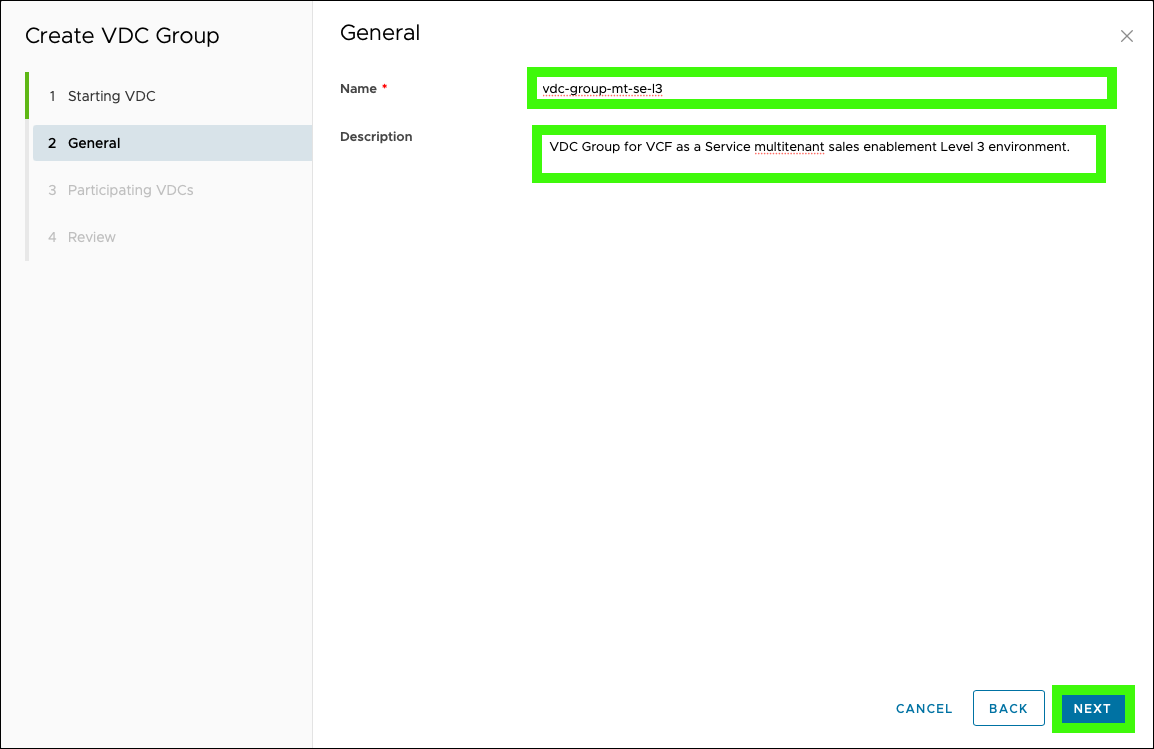 Create VDC Group
1 Starting VDC
2 General
3 Participating VDCs
4 Review
General
Name *
vdc-group-mt-se-l3
Description
VDC Group for VCF as a Service multitenant sales enablement Level 3 environment.
CANCEL
BACK
NEXT